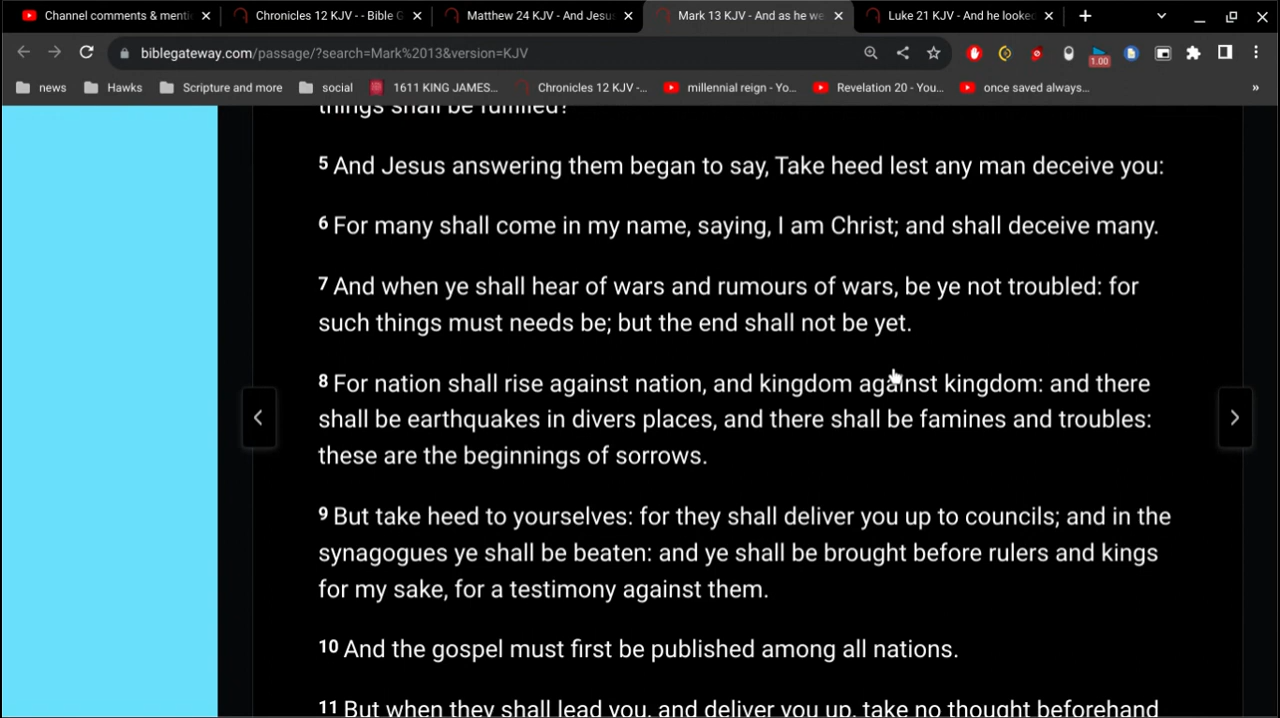 Channel comments & menti
Chronicles 12 KJV - - Bible G
Matthew 24 KJV - And Jesu
Mark 13 KJV - And as he we
Luke 21 KJV - And he looked
biblegateway.com/passage/?search=Mark%2013&version=KJV
1.00
news
Hawks
Scripture and more
social
1611 KING JAMES...
Chronicles 12 KJV -...
millennial reign - Yo...
Revelation 20 - You...
once saved always...
»
things shall be fulfilled?
5 And Jesus answering them began to say, Take heed lest any man deceive you:
6 For many shall come in my name, saying, I am Christ; and shall deceive many.
7 And when ye shall hear of wars and rumours of wars, be ye not troubled: for
such things must needs be; but the end shall not be yet.
8 For nation shall rise against nation, and kingdom against kingdom: and there
shall be earthquakes in divers places, and there shall be famines and troubles:
these are the beginnings of sorrows.
9 But take heed to yourselves: for they shall deliver you up to councils; and in the
synagogues ye shall be beaten: and ye shall be brought before rulers and kings
for my sake, for a testimony against them.
10 And the gospel must first be published among all nations.
11 But when they shall lead you, and deliver you up, take no thought beforehand